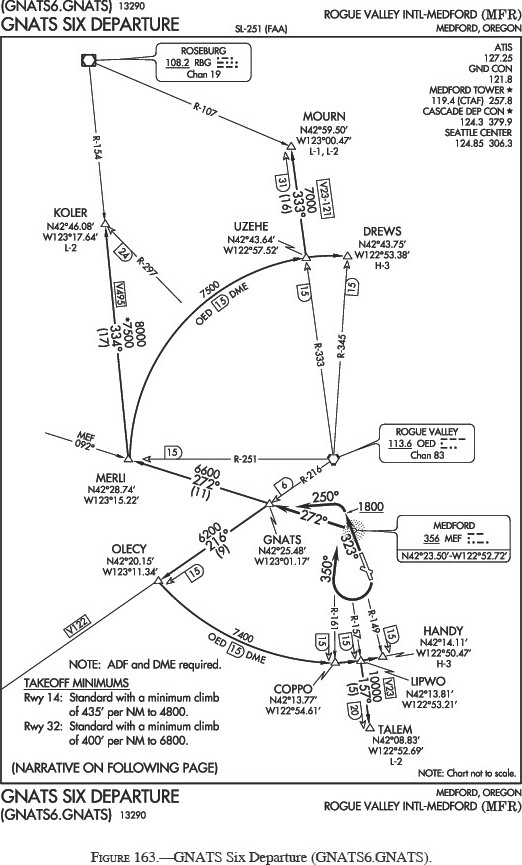 (GNATS6.GNATS) 13290
GNATS SIX DEPARTURE
SL-251 (FAA)
ROGUE VALLEY INTL-MEDFORD (MFR)
MEDFORD, OREGON
ATIS
127.25
GND CON
121.8
MEDFORD TOWER ★
119.4 (CTAF) 257.8
CASCADE DEP CON ★
124.3 379.9
SEATTLE CENTER
124.85 306.3
ROSEBURG
108.2 RBG
Chan 19
R-107
R-154
MOURN
N42°59.50'
W123°00.47'
L-1, L-2
31
7000
333°
(16)
V23-121
KOLER
N42°46.08'
W123°17.64'
L-2
24
R-297
UZEHE
N42°43.64'
W122°57.52'
DREWS
N42°43.75'
W122°53.38'
H-3
7500
OED 15 DME
15
15
R-333
R-345
V495
8000
*7500
334°
(17)
MEF
092°
MERLI
N42°28.74'
W123°15.22'
15
R-251
ROGUE VALLEY
113.6 OED
Chan 83
R-216
6
6600
272°
(11)
250°
272°
1800
323°
350°
GNATS
N42°25.48'
W123°01.17'
MEDFORD
356 MEF
N42°23.50'-W122°52.72'
6200
216°
(9)
OLECY
N42°20.15'
W123°11.34'
15
V122
7400
OED 15 DME
R-161
R-157
R-149
15
15
15
HANDY
N42°14.11'
W122°50.47'
H-3
COPPO
N42°13.77'
W122°54.61'
LIPWO
N42°13.81'
W122°53.21'
V23
10000
157°
(5)
20
TALEM
N42°08.83'
W122°52.69'
L-2
NOTE: ADF and DME required.
TAKEOFF MINIMUMS
Rwy 14: Standard with a minimum climb
of 435' per NM to 4800.
Rwy 32: Standard with a minimum climb
of 400' per NM to 6800.
(NARRATIVE ON FOLLOWING PAGE)
NOTE: Chart not to scale.
GNATS SIX DEPARTURE
(GNATS6.GNATS) 13290
MEDFORD, OREGON
ROGUE VALLEY INTL-MEDFORD (MFR)
FIGURE 163.—GNATS Six Departure (GNATS6.GNATS).